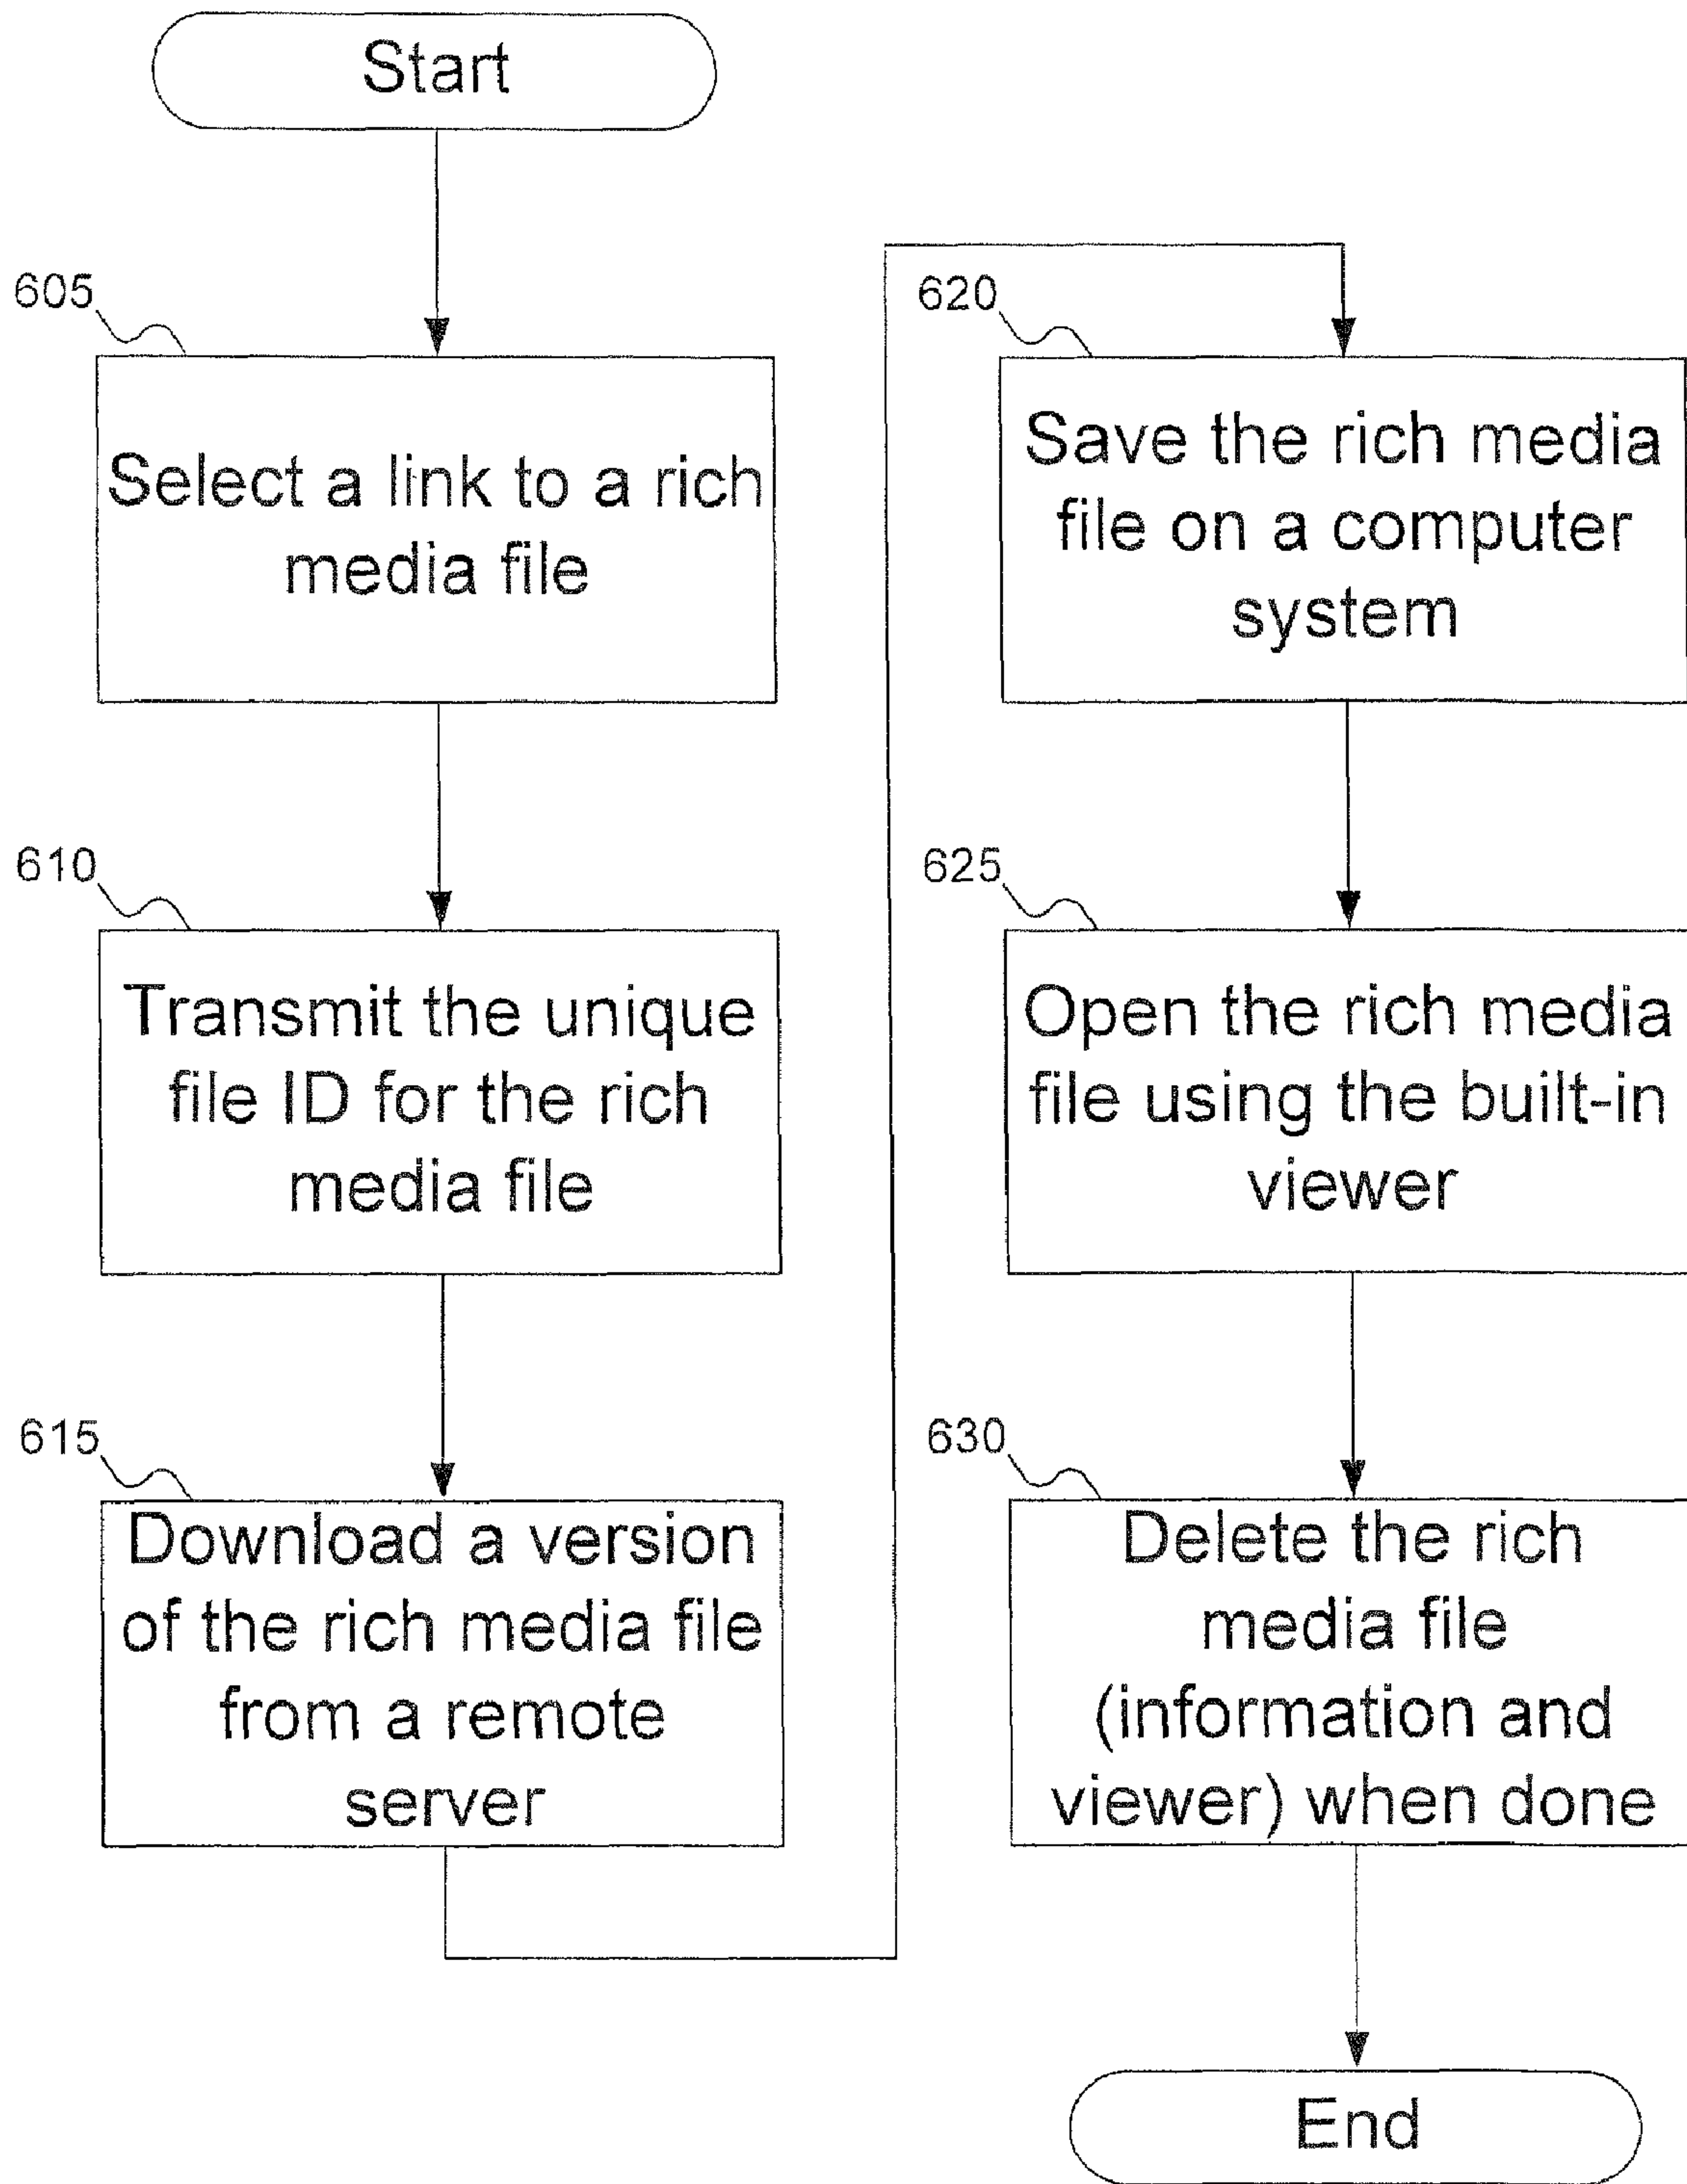 Start
605
Select a link to a rich
media file
610
Transmit the unique
file ID for the rich
media file
615
Download a version
of the rich media file
from a remote
server
620
Save the rich media
file on a computer
system
625
Open the rich media
file using the built-in
viewer
630
Delete the rich
media file
(information and
viewer) when done
End